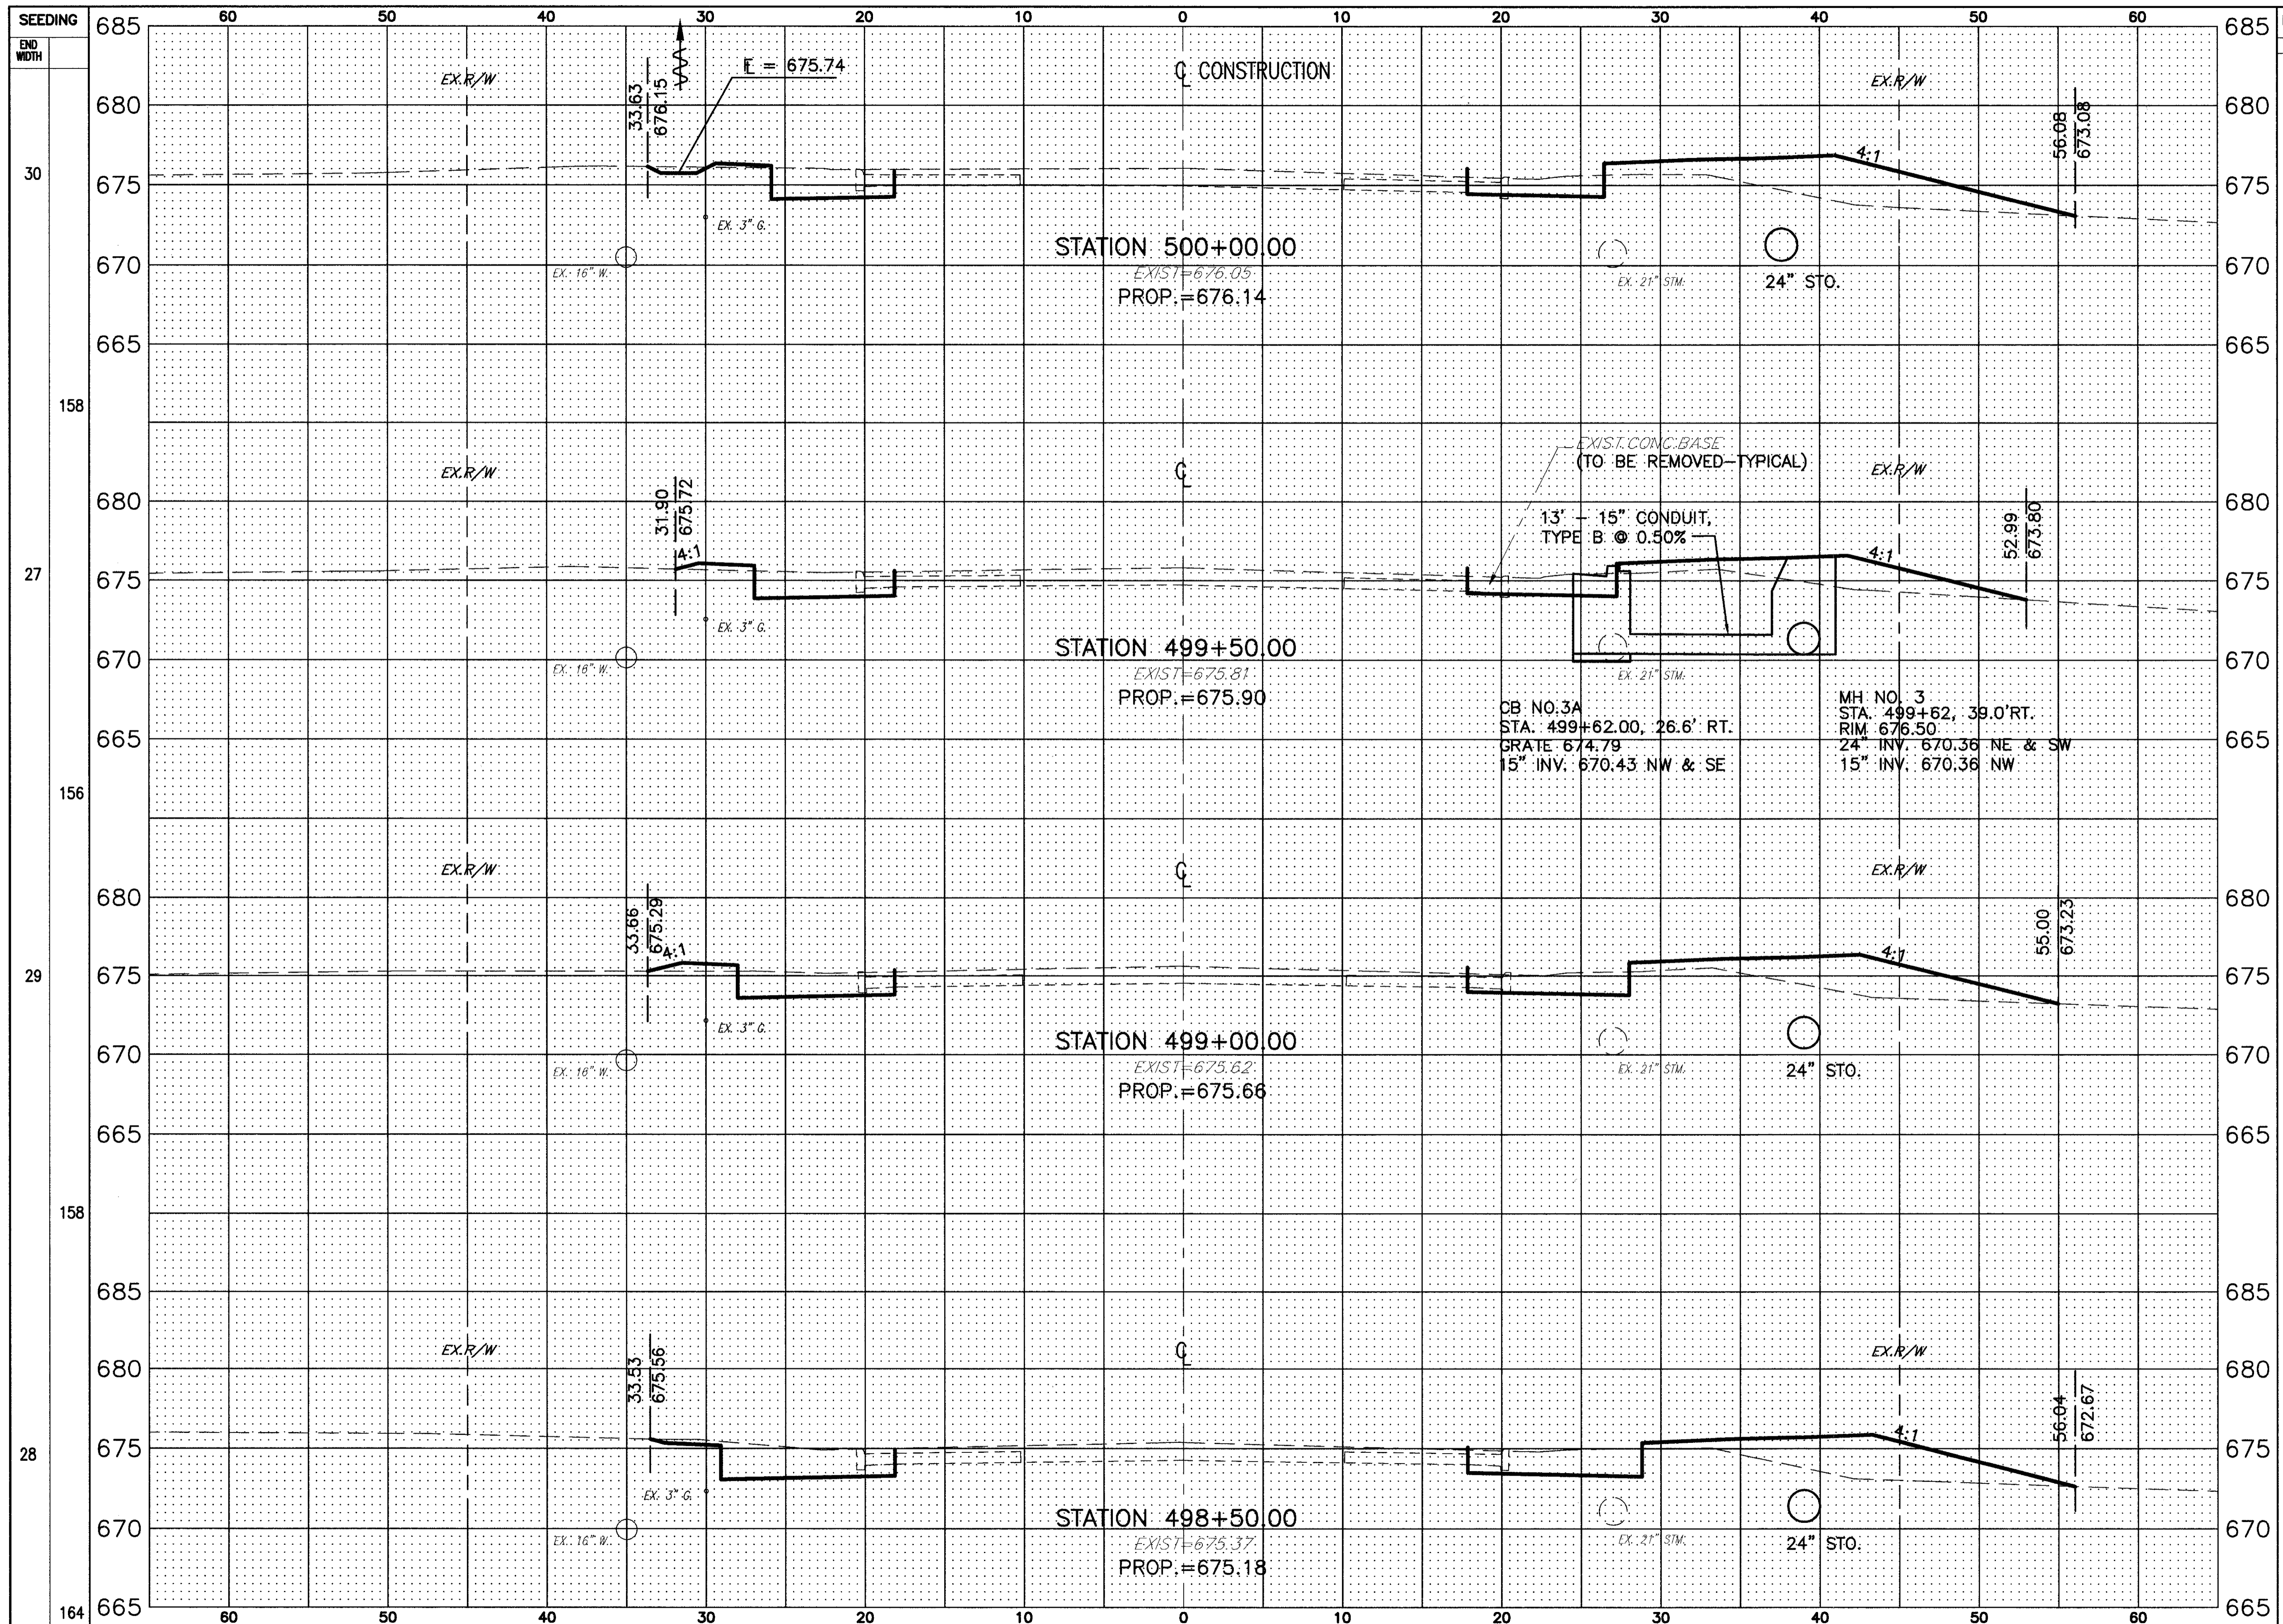 SEEDING
END
WIDTH
60 50 40 30 20 10 0 10 20 30 40 50 60
685 685
EX.R/W
33.63
676.15
℄ = 675.74
℄ CONSTRUCTION
EX.R/W
56.08
673.08
680 680
30
4:1
675 675
EX. 3" G.
EX. 16" W.
STATION 500+00.00
EXIST=676.05
PROP.=676.14
EX. 21" STM.
24" STO.
670 670
665 665
158
EX.R/W
31.90
675.72
℄
EXIST.CONC.BASE
(TO BE REMOVED-TYPICAL)
EX.R/W
52.99
673.80
680 680
13' - 15" CONDUIT,
TYPE B @ 0.50%
4:1
4:1
27
675 675
EX. 3" G.
EX. 16" W.
STATION 499+50.00
EXIST=675.81
PROP.=675.90
EX. 21" STM.
670 670
CB NO.3A
STA. 499+62.00, 26.6' RT.
GRATE 674.79
15" INV. 670.43 NW & SE
MH NO. 3
STA. 499+62, 39.0'RT.
RIM 676.50
24" INV. 670.36 NE & SW
15" INV. 670.36 NW
665 665
156
EX.R/W
33.66
675.29
℄
EX.R/W
55.00
673.23
680 680
4:1
4:1
29
675 675
EX. 3" G.
EX. 16" W.
STATION 499+00.00
EXIST=675.62
PROP.=675.66
EX. 21" STM.
24" STO.
670 670
665 665
158
685 685
EX.R/W
33.53
675.56
℄
EX.R/W
56.04
672.67
680 680
4:1
28
675 675
EX. 3" G.
EX. 16" W.
STATION 498+50.00
EXIST=675.37
PROP.=675.18
EX. 21" STM.
24" STO.
670 670
164
665 665
60 50 40 30 20 10 0 10 20 30 40 50 60